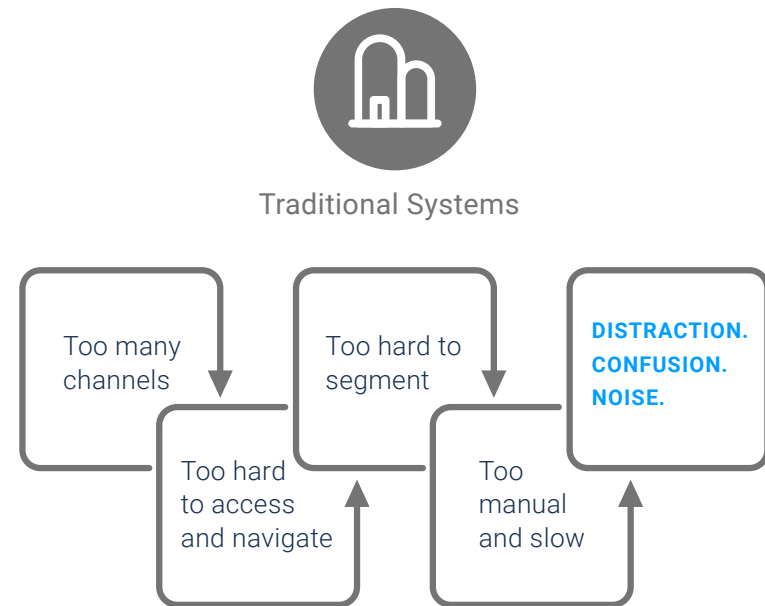 Traditional Systems
Too many
channels
Too hard
to access
and navigate
Too hard to
segment
Too
manual
and slow
DISTRACTION.
CONFUSION.
NOISE.